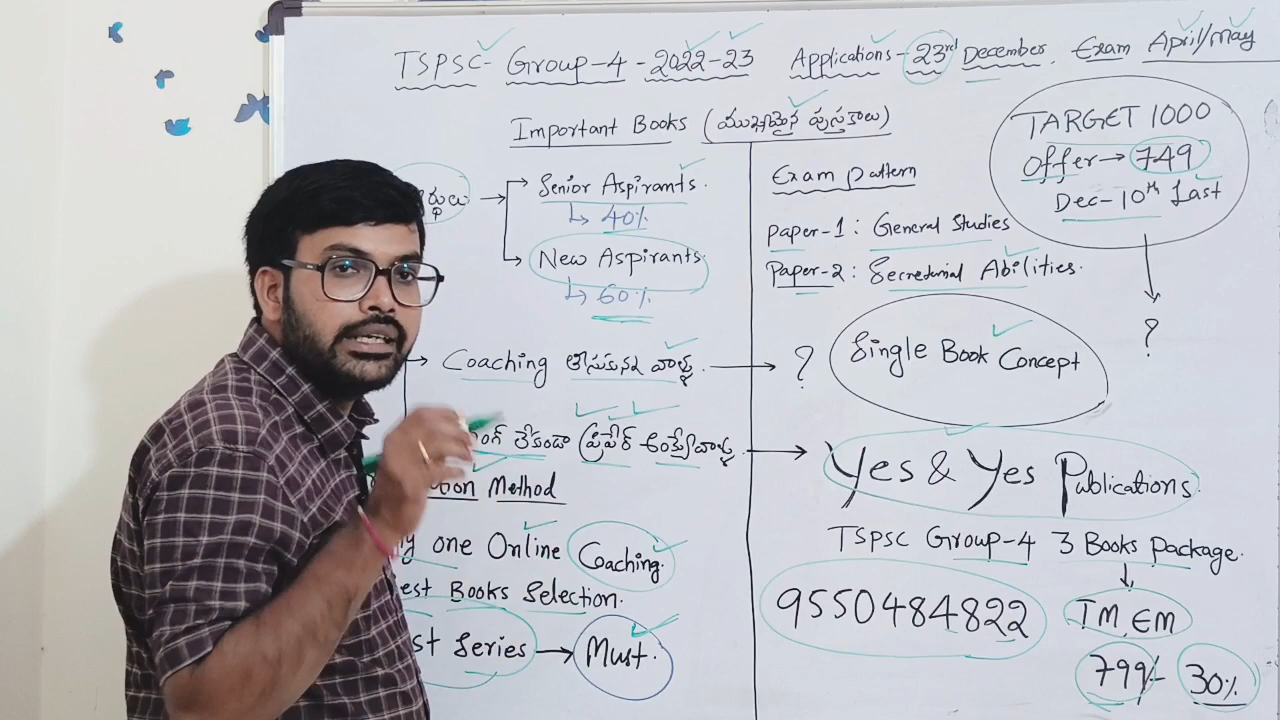 TSPSC- Group-4 - 2022-23 Applications - 23rd December, Exam April/May
Important Books (ముఖ్యమైన పుస్తకాలు)
Senior Aspirants.
40%
New Aspirants.
60%
Coaching తీసుకునే వాళ్ళు.
లేకుండా ప్రిపేర్ అయ్యేవాళ్ళు.
Method
one Online Coaching.
Books Selection.
Series → Must.
Exam pattern
paper-1 : General Studies
Paper-2 : Secretarial Abilities.
TARGET 1000
Offer → 749
Dec-10th Last
?
? Single Book Concept
Yes & Yes Publications.
TSPSC Group-4 3 Books Package.
TM, EM
9550484822
799/- 30%